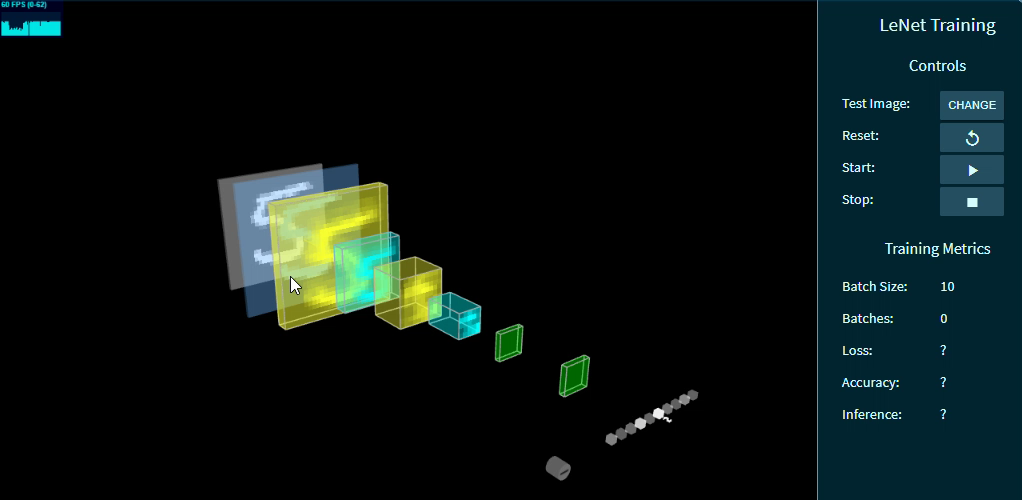 60 FPS (0-62)
LeNet Training
Controls
Test Image: CHANGE
Reset:
Start:
Stop:
Training Metrics
Batch Size: 10
Batches: 0
Loss: ?
Accuracy: ?
Inference: ?